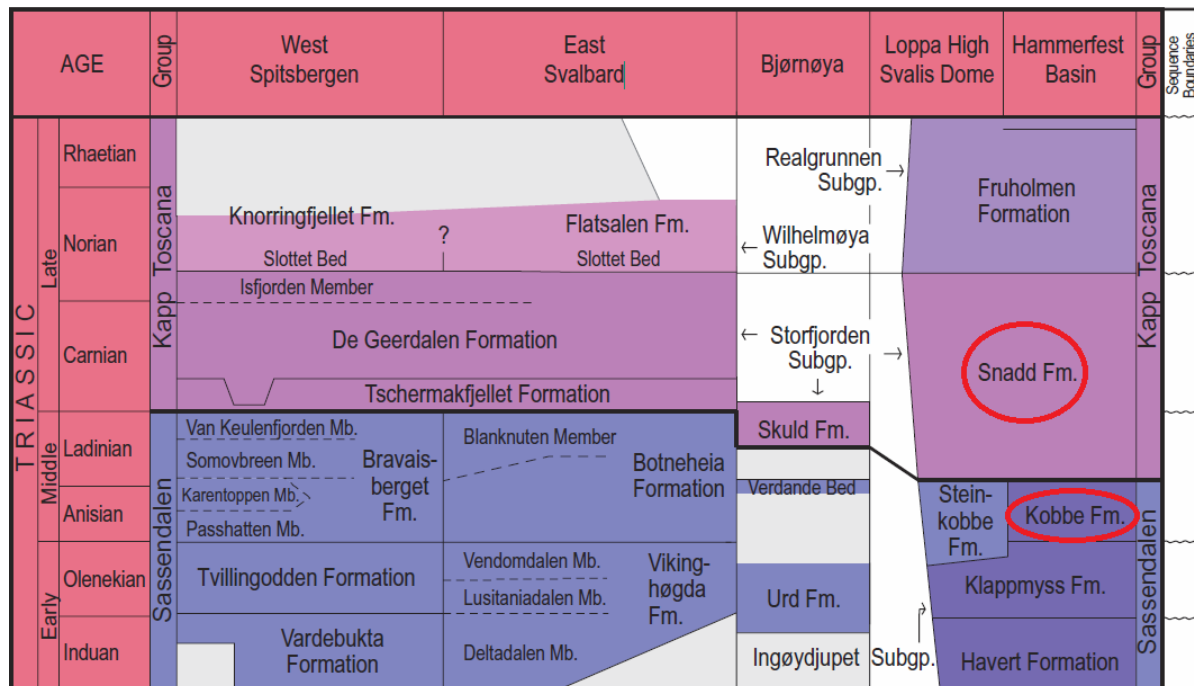 AGE
Group
West
Spitsbergen
East
Svalbard
Bjørnøya
Loppa High
Svalis Dome
Hammerfest
Basin
Group
Sequence
Boundaries
TRIASSIC
Late
Middle
Early
Rhaetian
Norian
Carnian
Ladinian
Anisian
Olenekian
Induan
Kapp Toscana
Sassendalen
Knorringfjellet Fm.
?
Flatsalen Fm.
Slottet Bed
Slottet Bed
Isfjorden Member
De Geerdalen Formation
Tschermakfjellet Formation
Van Keulenfjorden Mb.
Somovbreen Mb.
Karentoppen Mb.
Passhatten Mb.
Bravais-
berget
Fm.
Blanknuten Member
Botneheia
Formation
Tvillingodden Formation
Vendomdalen Mb.
Lusitaniadalen Mb.
Viking-
høgda
Fm.
Vardebukta
Formation
Deltadalen Mb.
Realgrunnen
Subgp.
Wilhelmøya
Subgp.
Storfjorden
Subgp.
Skuld Fm.
Verdande Bed
Urd Fm.
Ingøydjupet Subgp.
Fruholmen
Formation
Snadd Fm.
Stein-
kobbe
Fm.
Kobbe Fm.
Klappmyss Fm.
Havert Formation
Kapp Toscana
Sassendalen